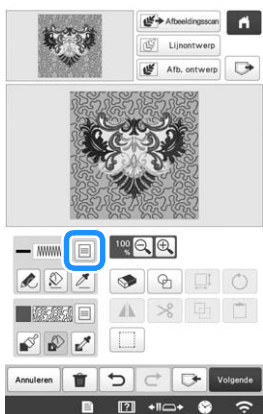 Afbeeldingsscan
Lijnontwerp
Afb. ontwerp
100
%
Annuleren
Volgende